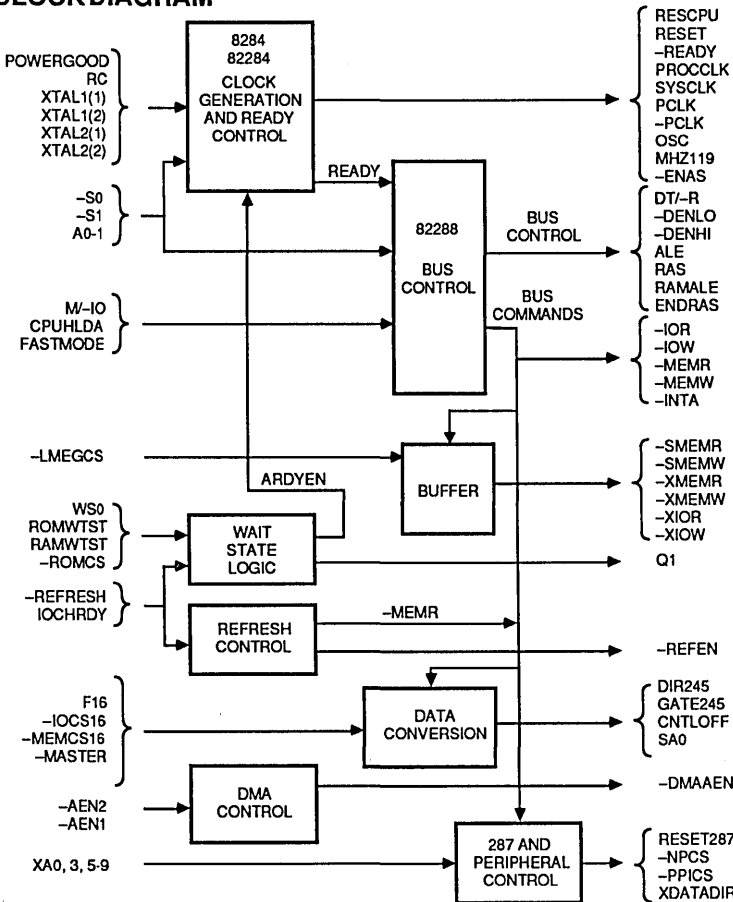 BLOCK DIAGRAM
POWERGOOD
RC
XTAL1(1)
XTAL1(2)
XTAL2(1)
XTAL2(2)
–S0
–S1
A0-1
M/–IO
CPUHLDA
FASTMODE
–LMEGCS
WS0
ROMWTST
RAMWTST
–ROMCS
–REFRESH
IOCHRDY
F16
–IOCS16
–MEMCS16
–MASTER
–AEN2
–AEN1
XA0, 3, 5-9
8284
82284
CLOCK
GENERATION
AND READY
CONTROL
READY
82288
BUS
CONTROL
BUS
CONTROL
BUS
COMMANDS
ARDYEN
BUFFER
WAIT
STATE
LOGIC
REFRESH
CONTROL
–MEMR
DATA
CONVERSION
DMA
CONTROL
287 AND
PERIPHERAL
CONTROL
RESCPU
RESET
–READY
PROCCLK
SYSCLK
PCLK
–PCLK
OSC
MHZ119
–ENAS
DT/–R
–DENLO
–DENHI
ALE
RAS
RAMALE
ENDRAS
–IOR
–IOW
–MEMR
–MEMW
–INTA
–SMEMR
–SMEMW
–XMEMR
–XMEMW
–XIOR
–XIOW
Q1
–REFEN
DIR245
GATE245
CNTLOFF
SA0
–DMAAEN
RESET287
–NPCS
–PPICS
XDATADIR